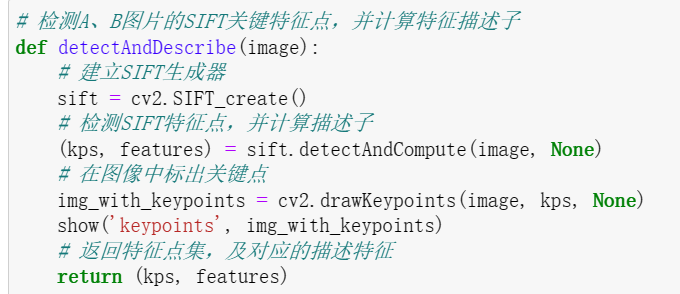 # 检测A、B图片的SIFT关键特征点，并计算特征描述子
def detectAndDescribe(image):
    # 建立SIFT生成器
    sift = cv2.SIFT_create()
    # 检测SIFT特征点，并计算描述子
    (kps, features) = sift.detectAndCompute(image, None)
    # 在图像中标出关键点
    img_with_keypoints = cv2.drawKeypoints(image, kps, None)
    show('keypoints', img_with_keypoints)
    # 返回特征点集，及对应的描述特征
    return (kps, features)